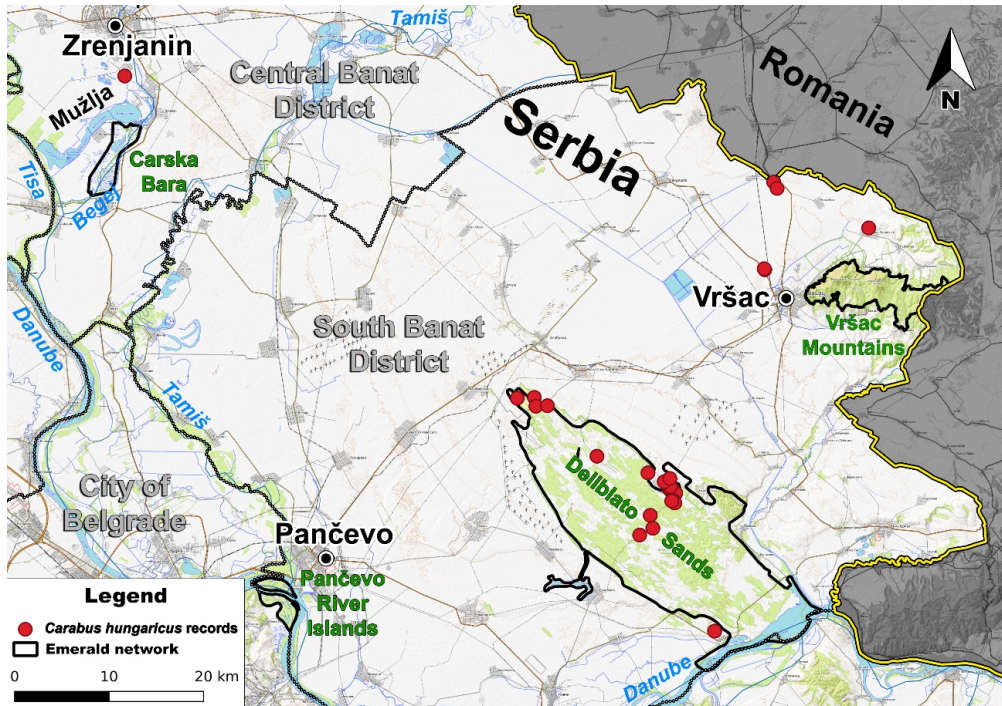 Tamiš
Zrenjanin
Central Banat
District
Romania
N
Mužlja
Serbia
Carska
Bara
Tisa
Begej
Vršac
Vršac
Mountains
Danube
South Banat
District
Tamiš
City of
Belgrade
Deliblato
Sands
Pančevo
Pančevo
River
Islands
Danube
Legend
Carabus hungaricus records
Emerald network
0 10 20 km